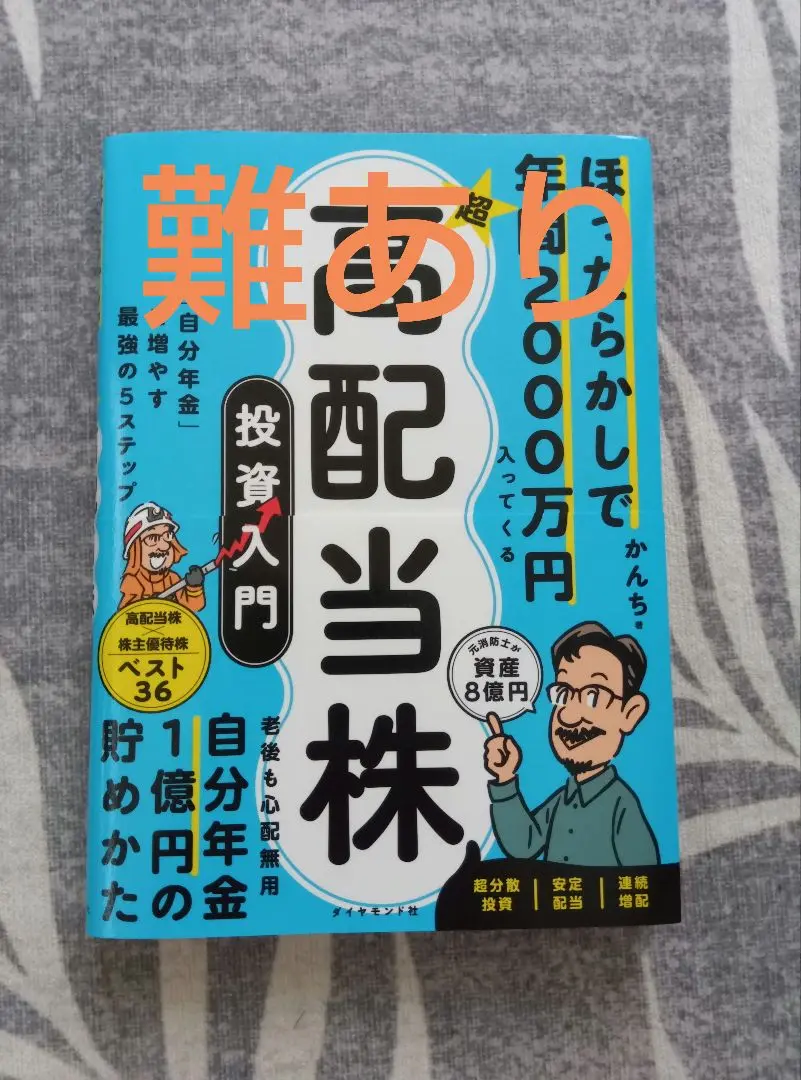 難あり
ほったらかしで
年間2000万円
入ってくる
かんち 著
超
高配当株
投資入門
「自分年金」
増やす
最強の5ステップ
高配当株
×
株主優待株
ベスト
36
元消防士が
資産
8億円
老後も心配無用
自分年金
1億円の
貯めかた
超分散
投資
安定
配当
連続
増配
ダイヤモンド社